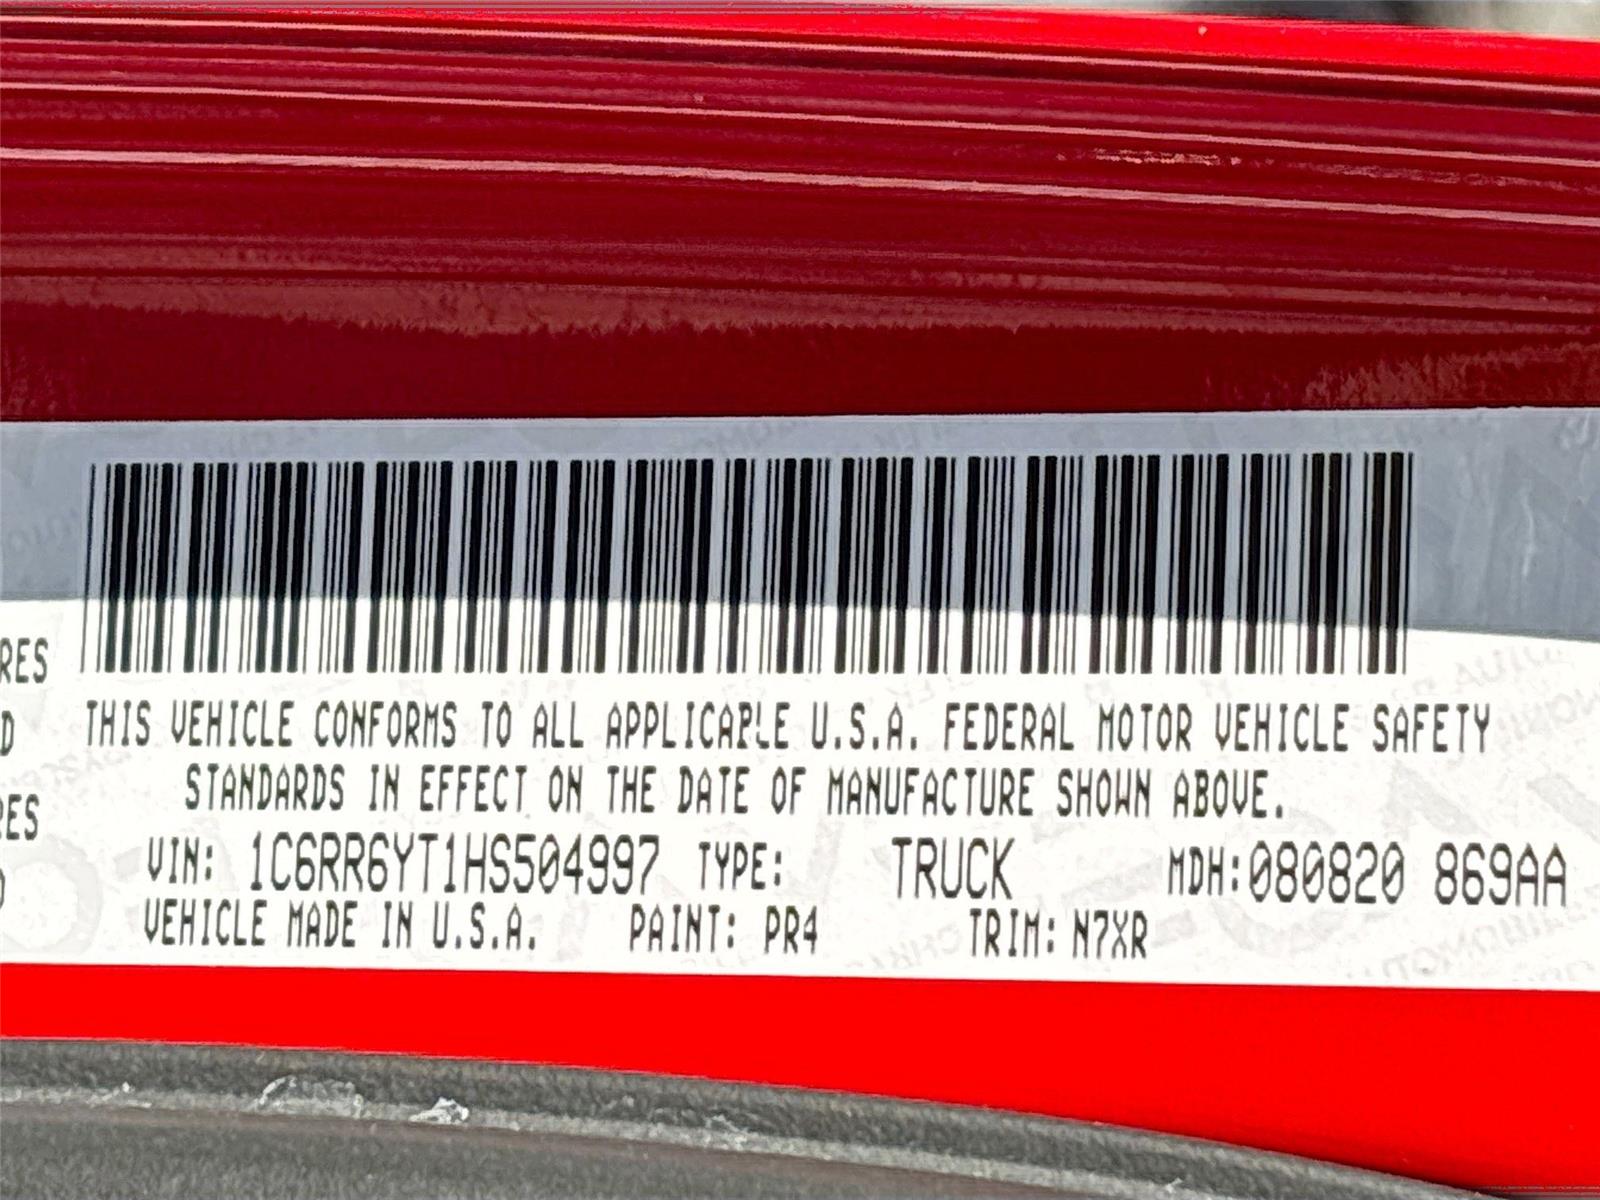 RES
D
RES
THIS VEHICLE CONFORMS TO ALL APPLICABLE U.S.A. FEDERAL MOTOR VEHICLE SAFETY
STANDARDS IN EFFECT ON THE DATE OF MANUFACTURE SHOWN ABOVE.
VIN: 1C6RR6YT1HS504997 TYPE: TRUCK MDH:080820 869AA
VEHICLE MADE IN U.S.A. PAINT: PR4 TRIM: N7XR